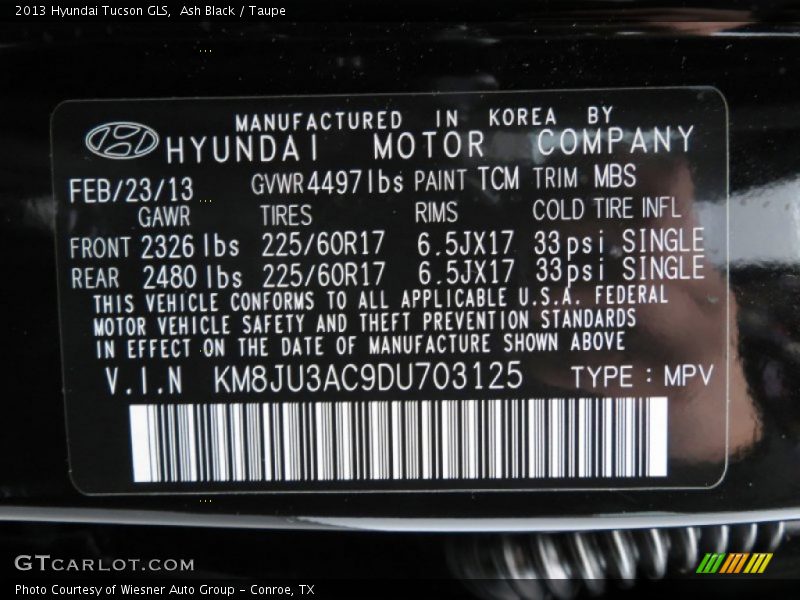 2013 Hyundai Tucson GLS, Ash Black / Taupe
MANUFACTURED IN KOREA BY
HYUNDAI MOTOR COMPANY
FEB/23/13 GVWR 4497lbs PAINT TCM TRIM MBS
GAWR TIRES RIMS COLD TIRE INFL
FRONT 2326 lbs 225/60R17 6.5JX17 33psi SINGLE
REAR 2480 lbs 225/60R17 6.5JX17 33psi SINGLE
THIS VEHICLE CONFORMS TO ALL APPLICABLE U.S.A. FEDERAL
MOTOR VEHICLE SAFETY AND THEFT PREVENTION STANDARDS
IN EFFECT ON THE DATE OF MANUFACTURE SHOWN ABOVE
V.I.N KM8JU3AC9DU703125 TYPE : MPV
GTCARLOT.COM
Photo Courtesy of Wiesner Auto Group - Conroe, TX